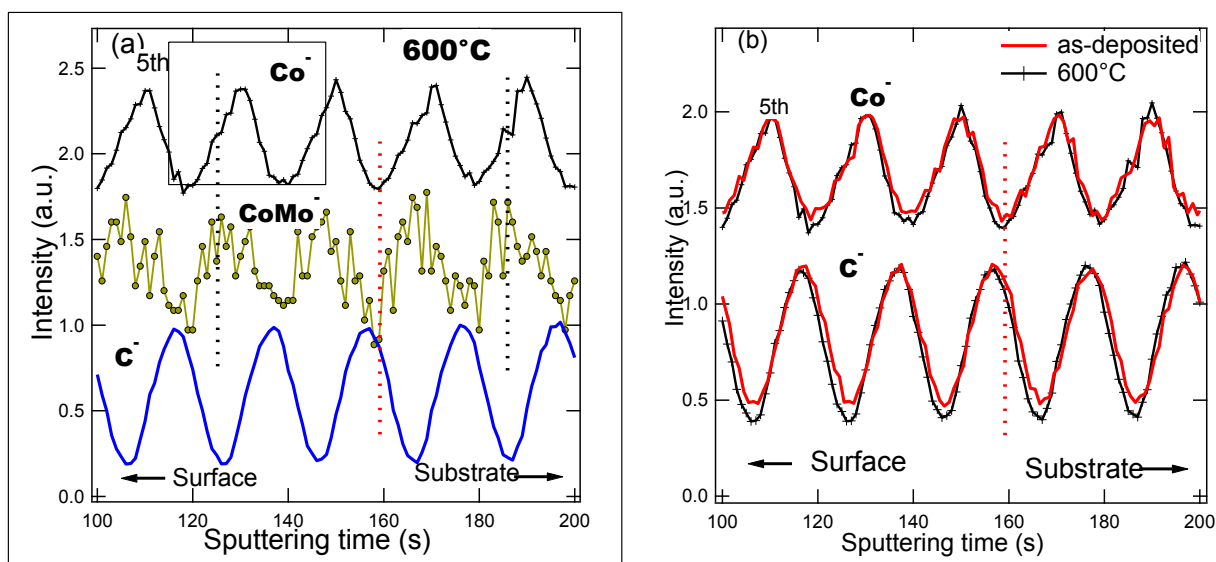 (a)
600°C
5th
Co-
CoMo-
C-
Surface
Substrate
Intensity (a.u.)
2.5
2.0
1.5
1.0
0.5
0.0
100
120
140
160
180
200
Sputtering time (s)
(b)
as-deposited
600°C
5th
Co-
C-
Surface
Substrate
Intensity (a.u.)
2.0
1.5
1.0
0.5
0.0
100
120
140
160
180
200
Sputtering time (s)